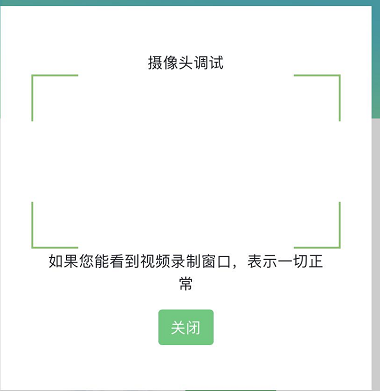 摄像头调试
如果您能看到视频录制窗口，表示一切正
常
关闭